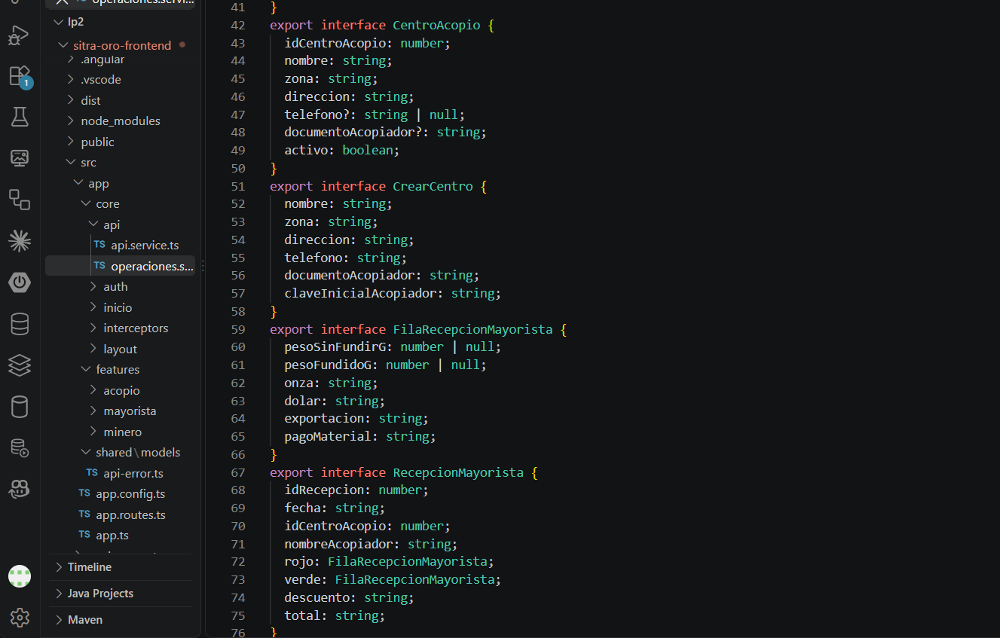 operaciones.servi...
lp2
sitra-oro-frontend
.angular
.vscode
dist
node_modules
public
src
app
core
api
TS api.service.ts
TS operaciones.s...
auth
inicio
interceptors
layout
features
acopio
mayorista
minero
shared\models
TS api-error.ts
TS app.config.ts
TS app.routes.ts
TS app.ts
Timeline
Java Projects
Maven
1
41 }
42 export interface CentroAcopio {
43 idCentroAcopio: number;
44 nombre: string;
45 zona: string;
46 direccion: string;
47 telefono?: string | null;
48 documentoAcopiador?: string;
49 activo: boolean;
50 }
51 export interface CrearCentro {
52 nombre: string;
53 zona: string;
54 direccion: string;
55 telefono: string;
56 documentoAcopiador: string;
57 claveInicialAcopiador: string;
58 }
59 export interface FilaRecepcionMayorista {
60 pesoSinFundirG: number | null;
61 pesoFundidoG: number | null;
62 onza: string;
63 dolar: string;
64 exportacion: string;
65 pagoMaterial: string;
66 }
67 export interface RecepcionMayorista {
68 idRecepcion: number;
69 fecha: string;
70 idCentroAcopio: number;
71 nombreAcopiador: string;
72 rojo: FilaRecepcionMayorista;
73 verde: FilaRecepcionMayorista;
74 descuento: string;
75 total: string;
76 }